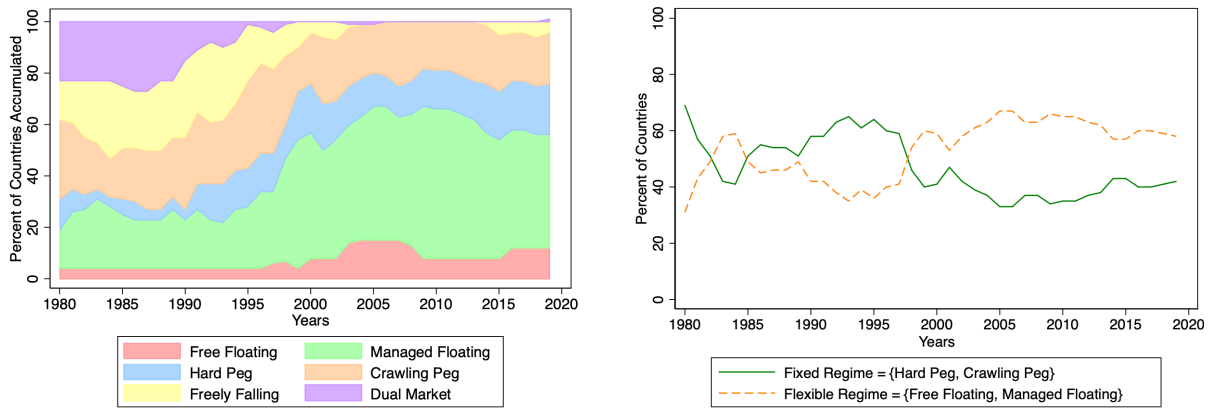 Percent of Countries Accumulated
0
20
40
60
80
100
1980 1985 1990 1995 2000 2005 2010 2015 2020
Years
Free Floating Managed Floating
Hard Peg Crawling Peg
Freely Falling Dual Market
Percent of Countries
0
20
40
60
80
100
1980 1985 1990 1995 2000 2005 2010 2015 2020
Years
Fixed Regime = {Hard Peg, Crawling Peg}
Flexible Regime = {Free Floating, Managed Floating}